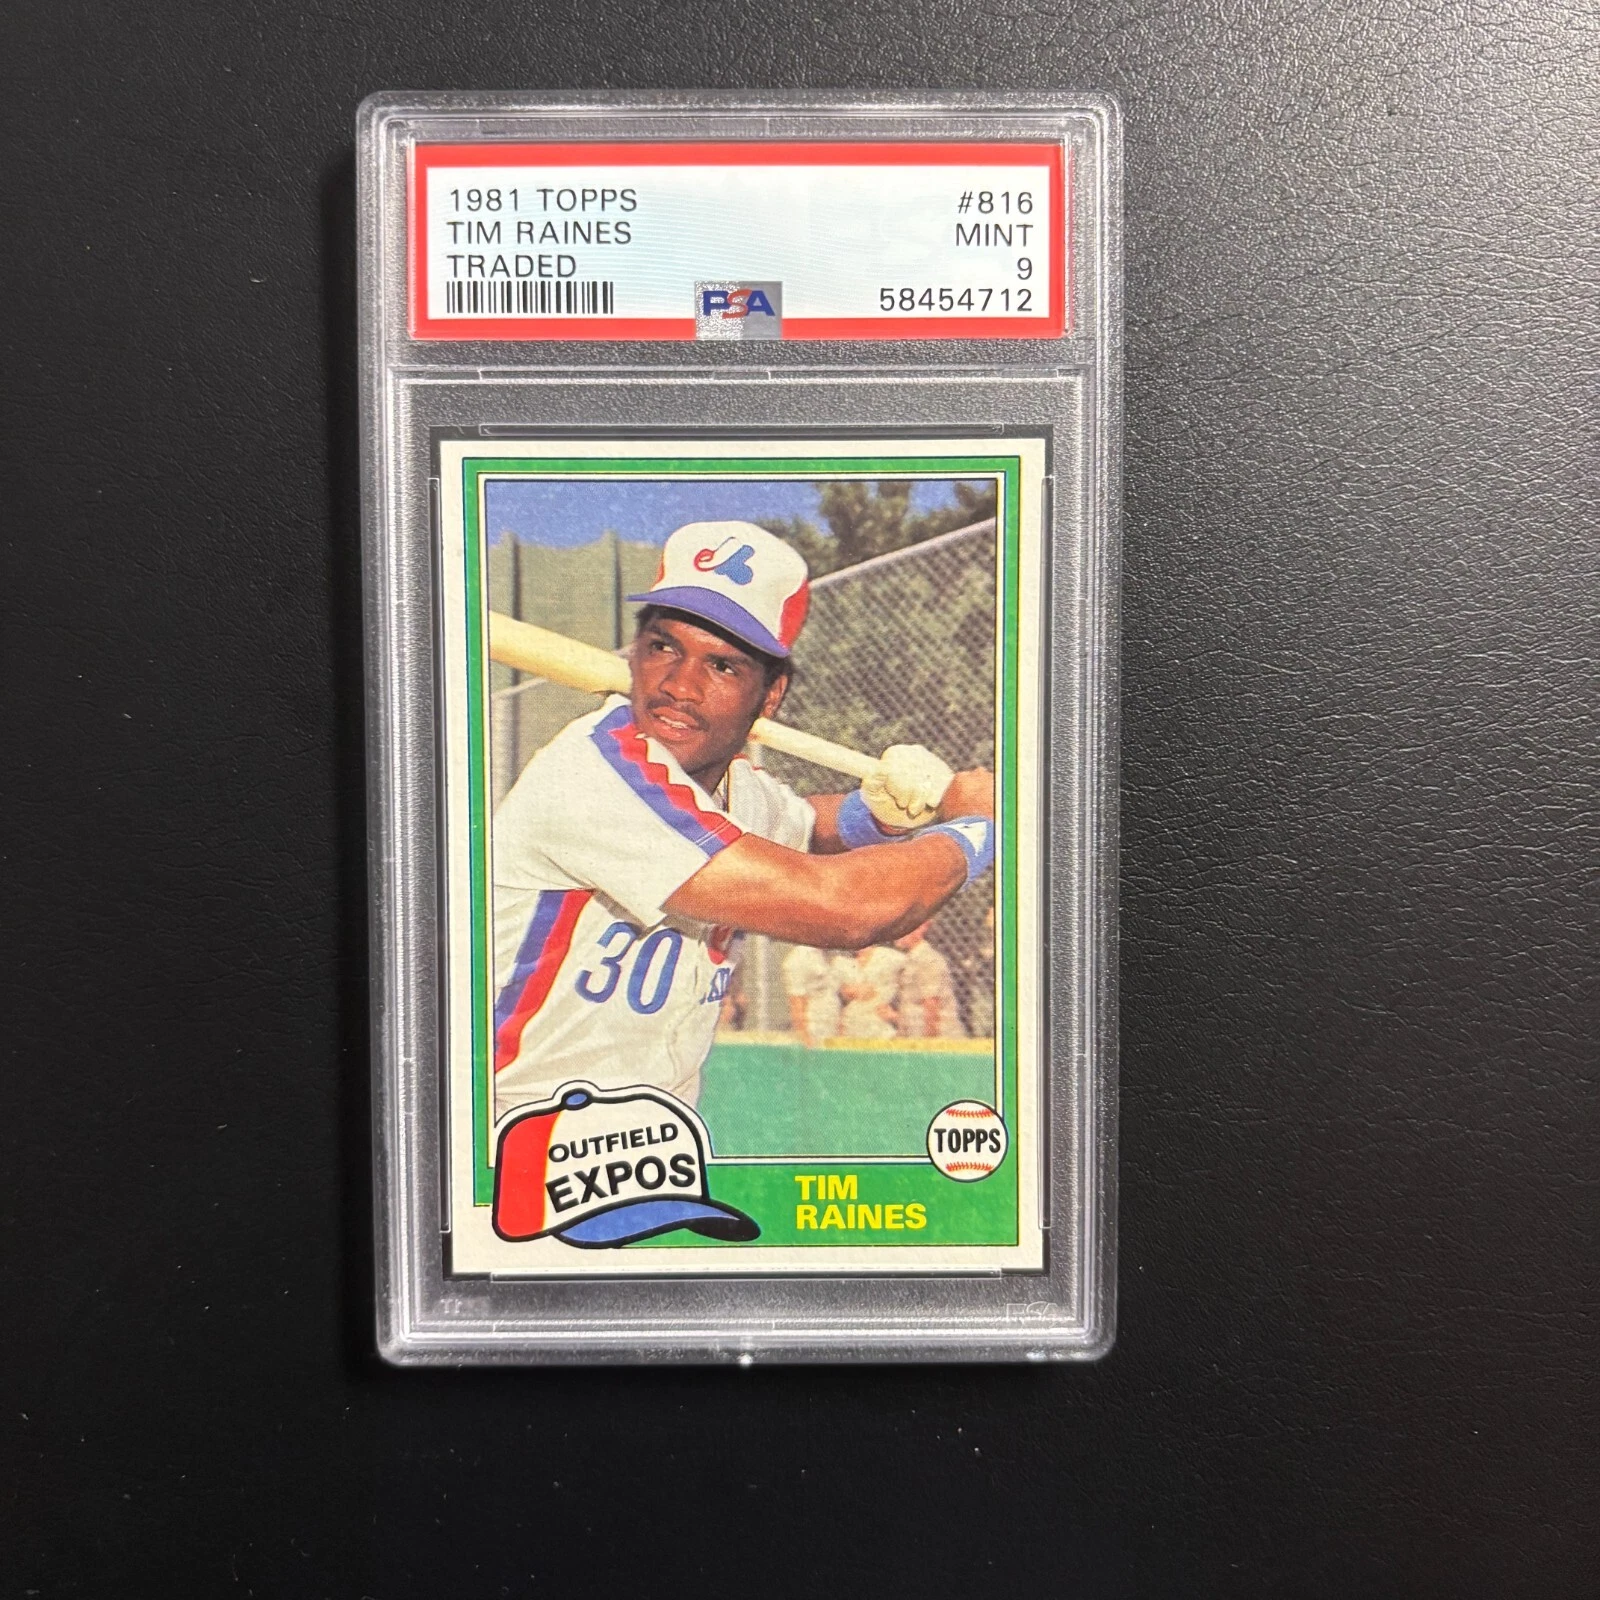 1981 TOPPS #816
TIM RAINES MINT
TRADED 9
PSA 58454712
30
OUTFIELD
EXPOS
TOPPS
TIM
RAINES